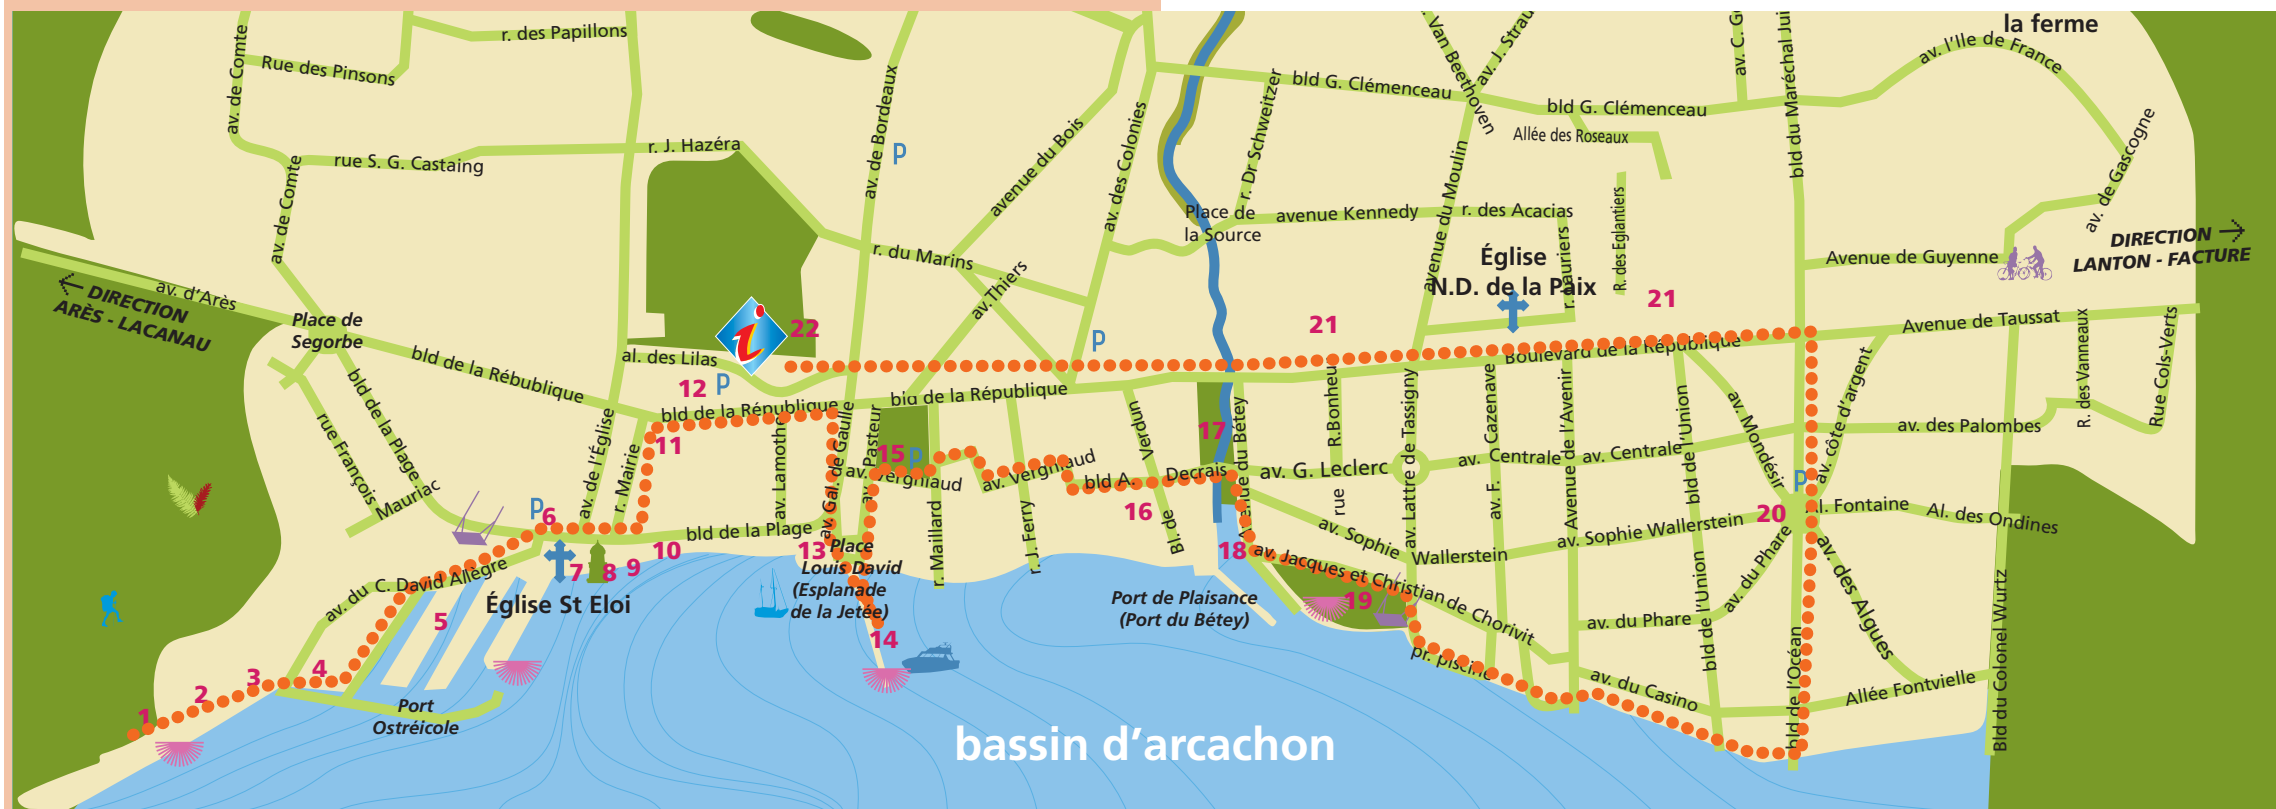 la ferme
r. des Papillons
Rue des Pinsons
av. de Comte
av. de Bordeaux
bld G. Clémenceau
Van Beethoven
av. J. Strau
av. C. G
bld du Maréchal Jui
av. l'Ile de France
bld G. Clémenceau
Allée des Roseaux
r. Dr Schweitzer
avenue du Bois
av. des Colonies
P
r. J. Hazéra
rue S. G. Castaing
av. de Comte
av. de Gascogne
avenue du Moulin
Place de
la Source
avenue Kennedy
r. des Acacias
R. des Eglantiers
r. Lauriers
Église
N.D. de la Paix
Avenue de Guyenne
DIRECTION
LANTON - FACTURE
r. du Marins
av. Thiers
av. d'Arès
DIRECTION
ARÈS - LACANAU
Place de
Segorbe
bld de la Rébublique
al. des Lilas
i
22
P
21
21
Boulevard de la République
Avenue de Taussat
R. des Vanneaux
Rue Cols-Verts
12
P
bld de la République
bld de la République
bld de la Plage
rue François
Mauriac
av. de l'Église
r. Mairie
11
av. Lamothe
av. Gal. de Gaulle
av. Pasteur
15
P
av. Vergniaud
av. Vergniaud
r. Maillard
r. J. Ferry
bld A.
Decrais
Bl. de
Verdun
16
17
avenue du Bétey
av. G. Leclerc
rue
R.Bonheu
av. Lattre de Tassigny
av. F. Cazenave
Avenue de l'Avenir
av. Centrale
av. Centrale
bld de l'Union
av. Mondésir
av. côte d'argent
av. des Palombes
P
20
Al. Fontaine
Al. des Ondines
av. Sophie
Wallerstein
av. Sophie Wallerstein
P
6
bld de la Plage
7
8
9
10
13
Place
Louis David
(Esplanade
de la Jetée)
14
18
av. Jacques et Christian de Chorivit
19
av. du C. David Allègre
Église St Eloi
5
Port de Plaisance
(Port du Bétey)
av. du Phare
av. du Phare
bld de l'Union
av. des Algues
bld de l'Océan
Bld du Colonel Wurtz
pr. piscine
av. du Casino
Allée Fontvielle
4
3
2
1
Port
Ostréicole
bassin d'arcachon